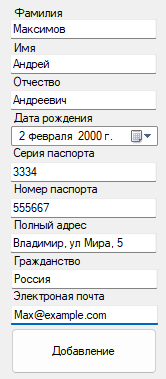 Фамилия
Максимов
Имя
Андрей
Отчество
Андреевич
Дата рождения
2 февраля 2000 г.
Серия паспорта
3334
Номер паспорта
555667
Полный адрес
Владимир, ул Мира, 5
Гражданство
Россия
Электроная почта
Max@example.com
Добавление